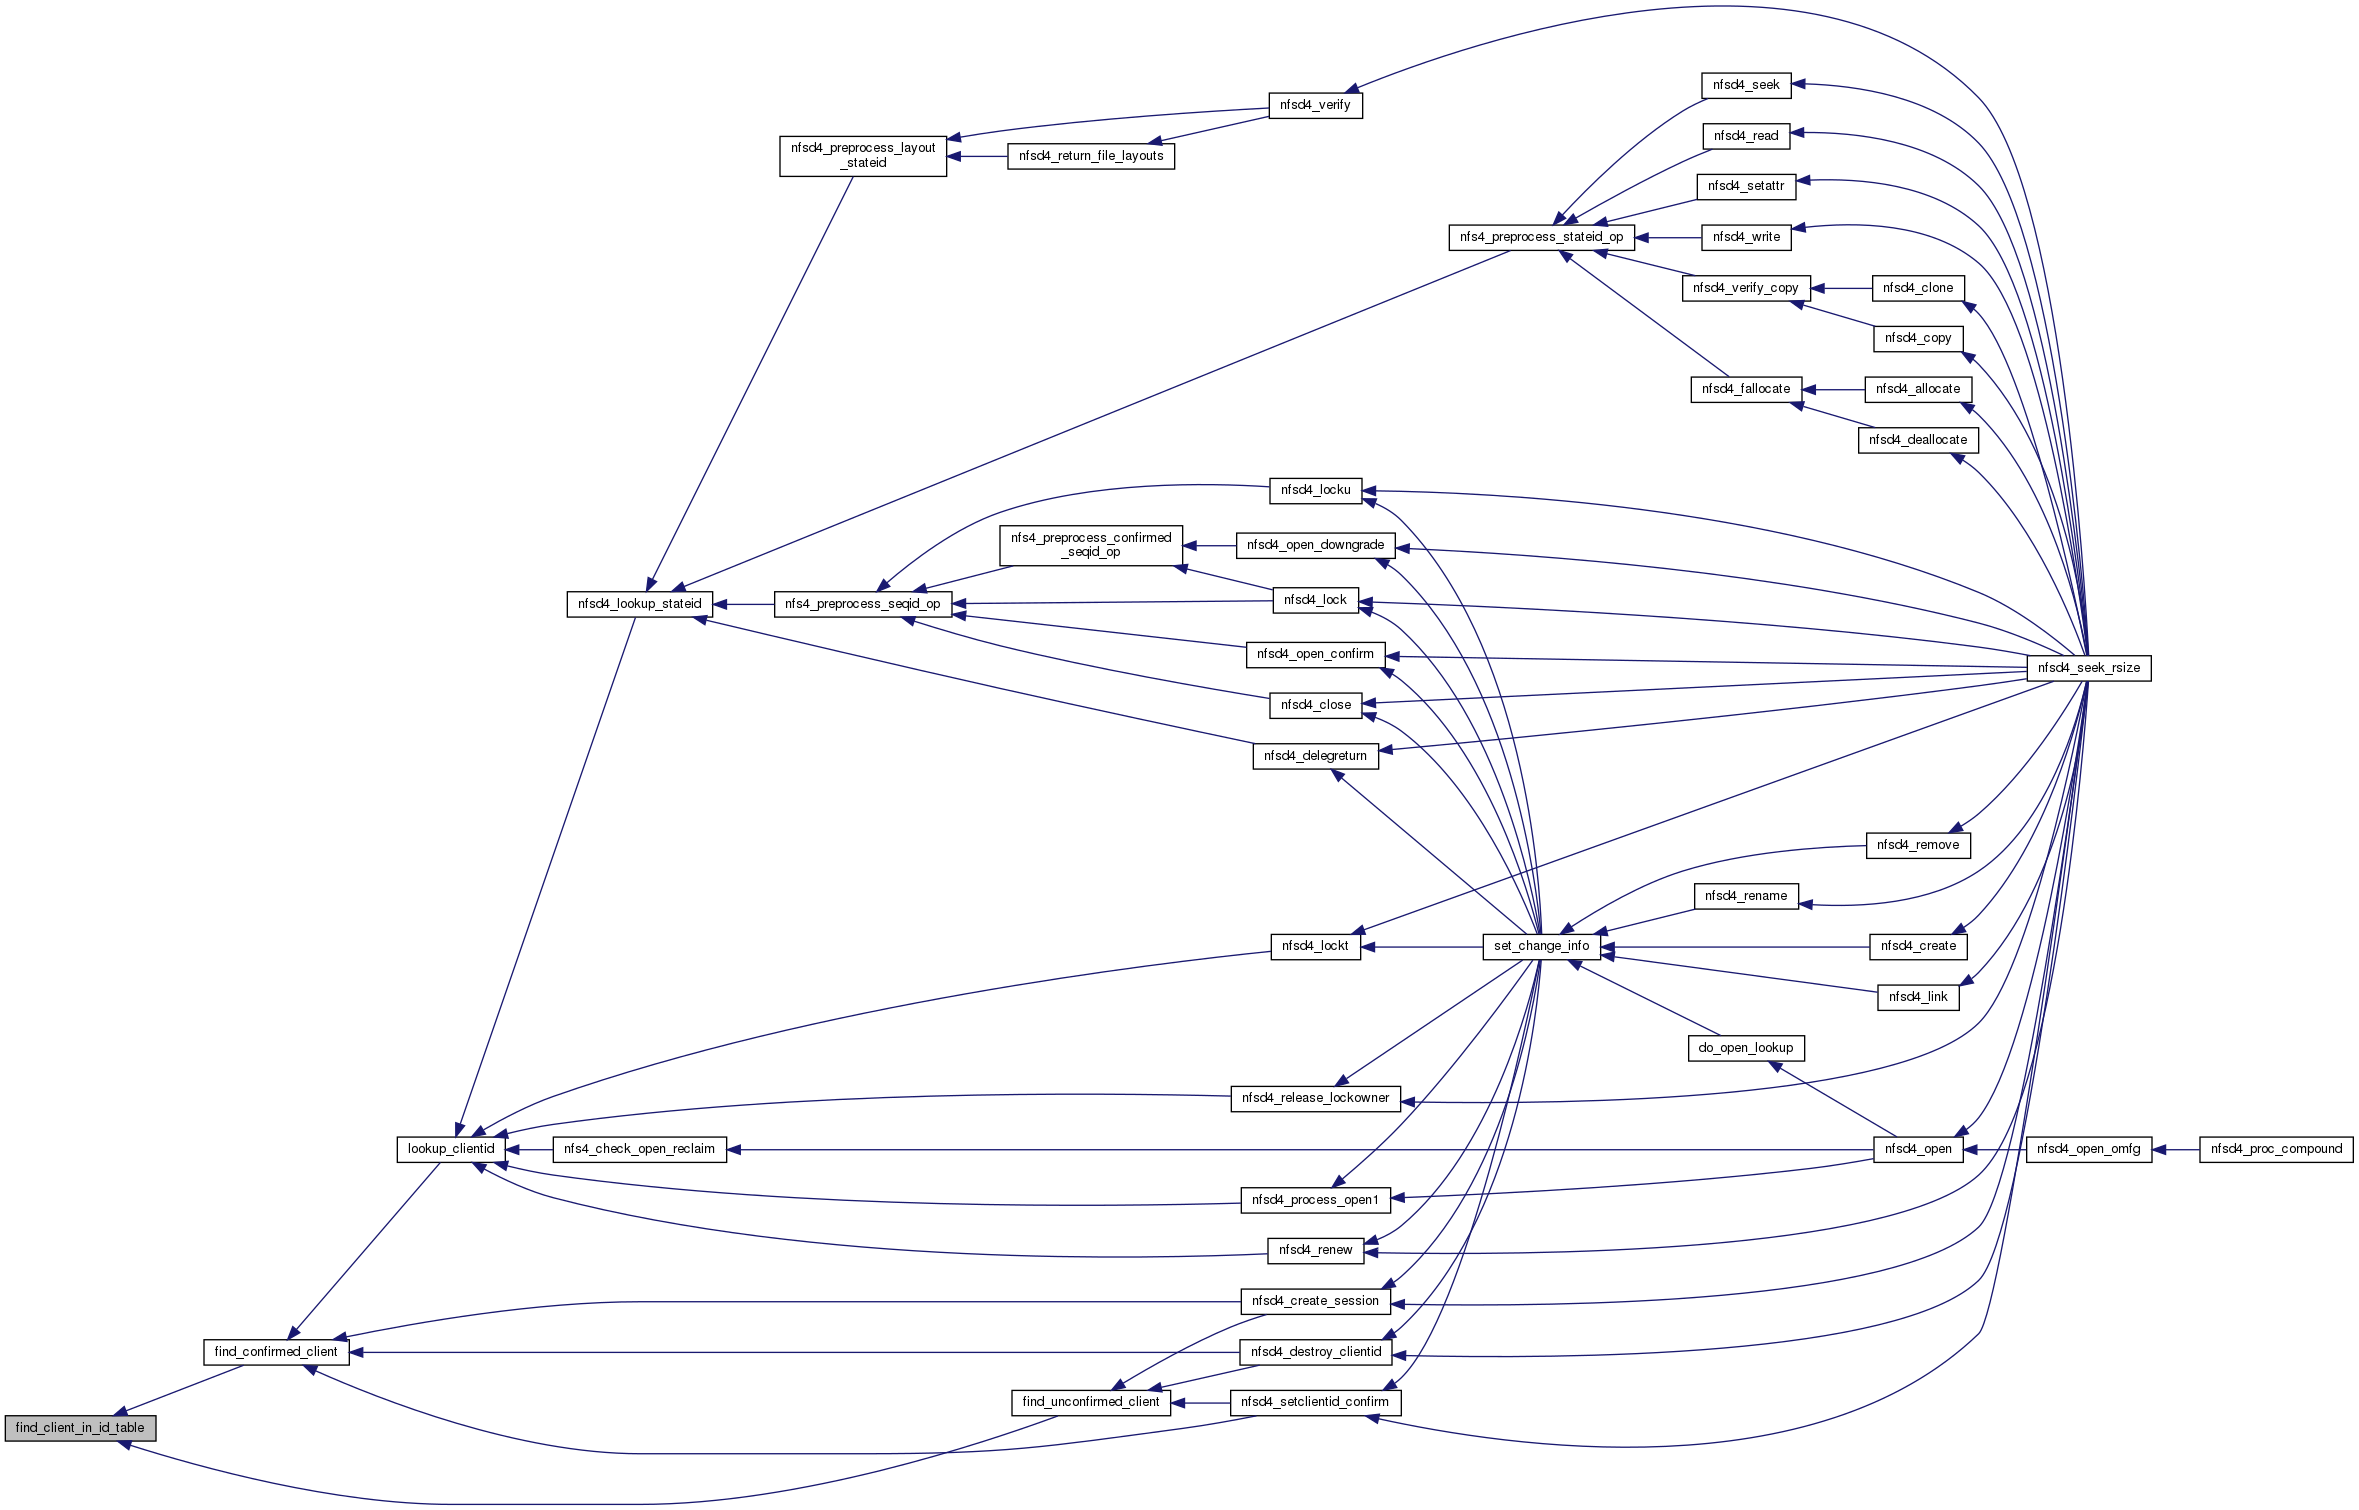 nfsd4_seek
nfsd4_verify
nfsd4_read
nfsd4_preprocess_layout
_stateid
nfsd4_return_file_layouts
nfsd4_setattr
nfs4_preprocess_stateid_op
nfsd4_write
nfsd4_verify_copy
nfsd4_clone
nfsd4_copy
nfsd4_fallocate
nfsd4_allocate
nfsd4_deallocate
nfsd4_locku
nfs4_preprocess_confirmed
_seqid_op
nfsd4_open_downgrade
nfsd4_lookup_stateid
nfs4_preprocess_seqid_op
nfsd4_lock
nfsd4_open_confirm
nfsd4_seek_rsize
nfsd4_close
nfsd4_delegreturn
nfsd4_remove
nfsd4_rename
nfsd4_lockt
set_change_info
nfsd4_create
nfsd4_link
do_open_lookup
nfsd4_release_lockowner
lookup_clientid
nfs4_check_open_reclaim
nfsd4_open
nfsd4_open_omfg
nfsd4_proc_compound
nfsd4_process_open1
nfsd4_renew
nfsd4_create_session
find_confirmed_client
nfsd4_destroy_clientid
find_unconfirmed_client
nfsd4_setclientid_confirm
find_client_in_id_table